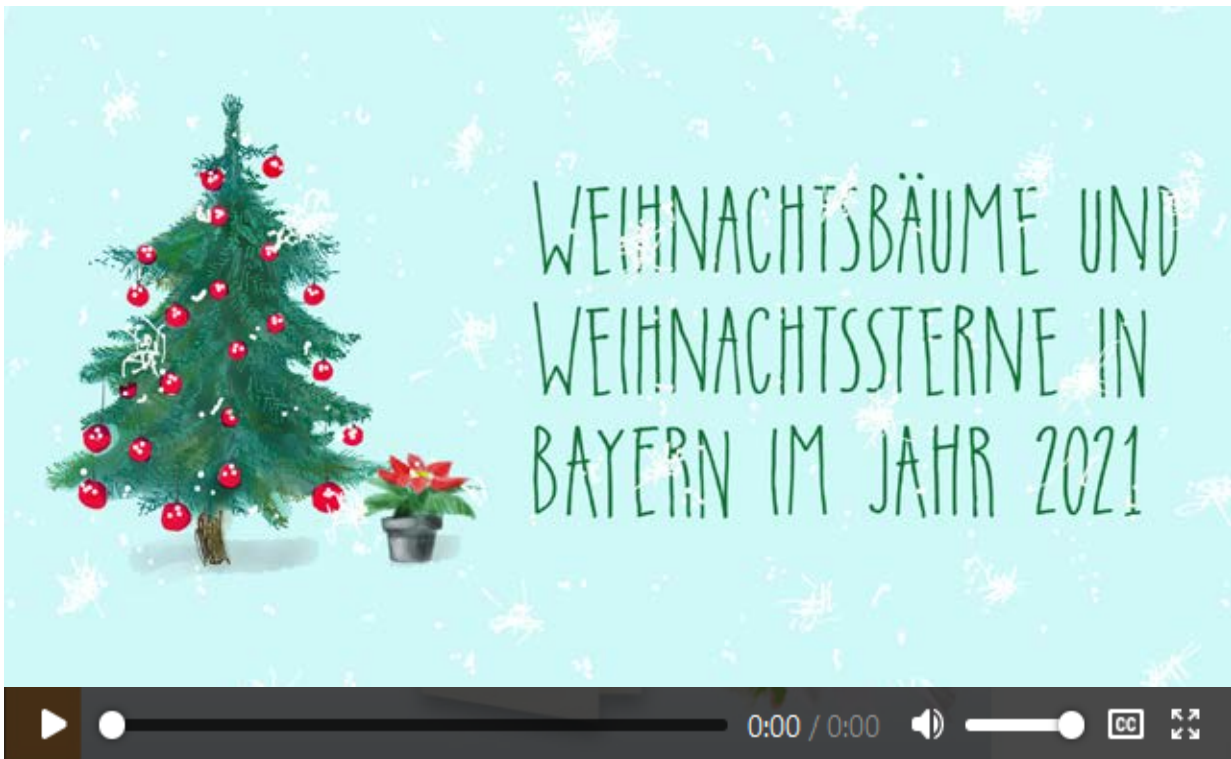 WEIHNACHTSBÄUME UND
WEIHNACHTSSTERNE IN
BAYERN IM JAHR 2021
0:00 / 0:00
CC